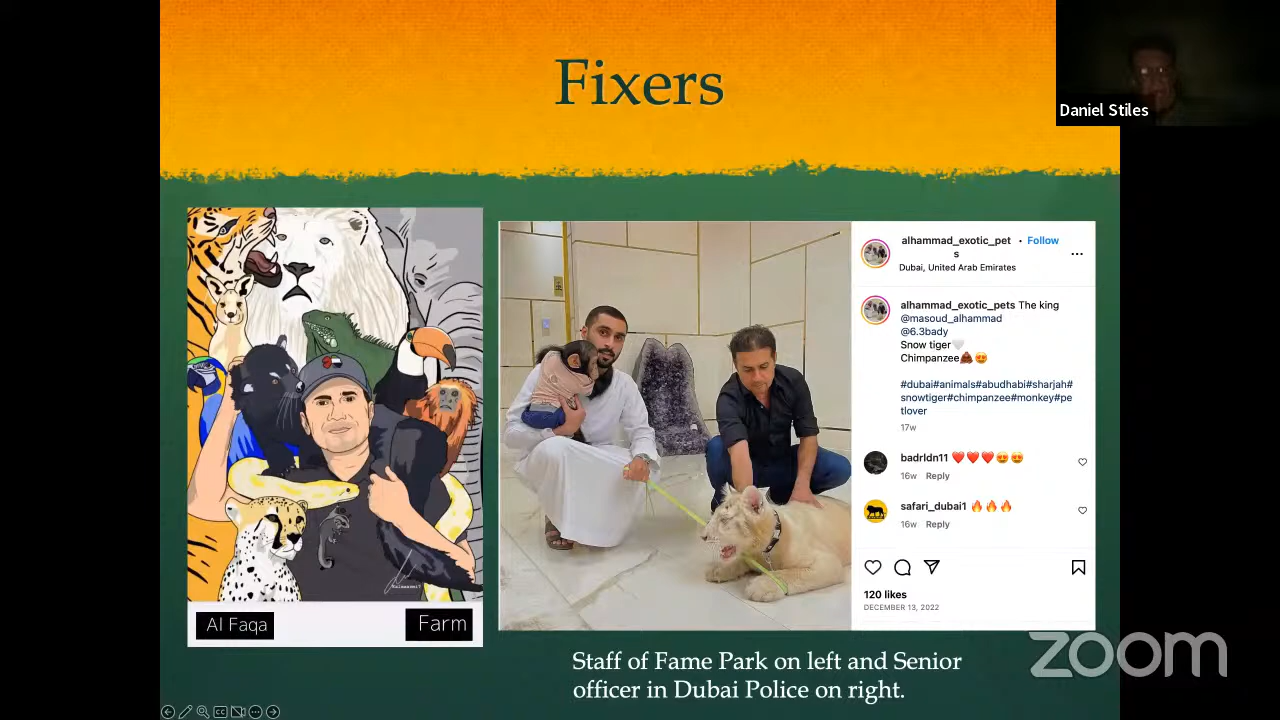 Fixers
Daniel Stiles
Al Faqa
Farm
alhammad_exotic_pet
s
• Follow
Dubai, United Arab Emirates
alhammad_exotic_pets The king
@masoud_alhammad
@6.3bady
Snow tiger🤍
Chimpanzee🙈😍
#dubai#animals#abudhabi#sharjah#
snowtiger#chimpanzee#monkey#pe
tlover
17w
badrldn11 ❤️❤️❤️😍😍
16w Reply
safari_dubai1 🔥🔥🔥
16w Reply
120 likes
DECEMBER 13, 2022
Staff of Fame Park on left and Senior
officer in Dubai Police on right.
zoom
CC